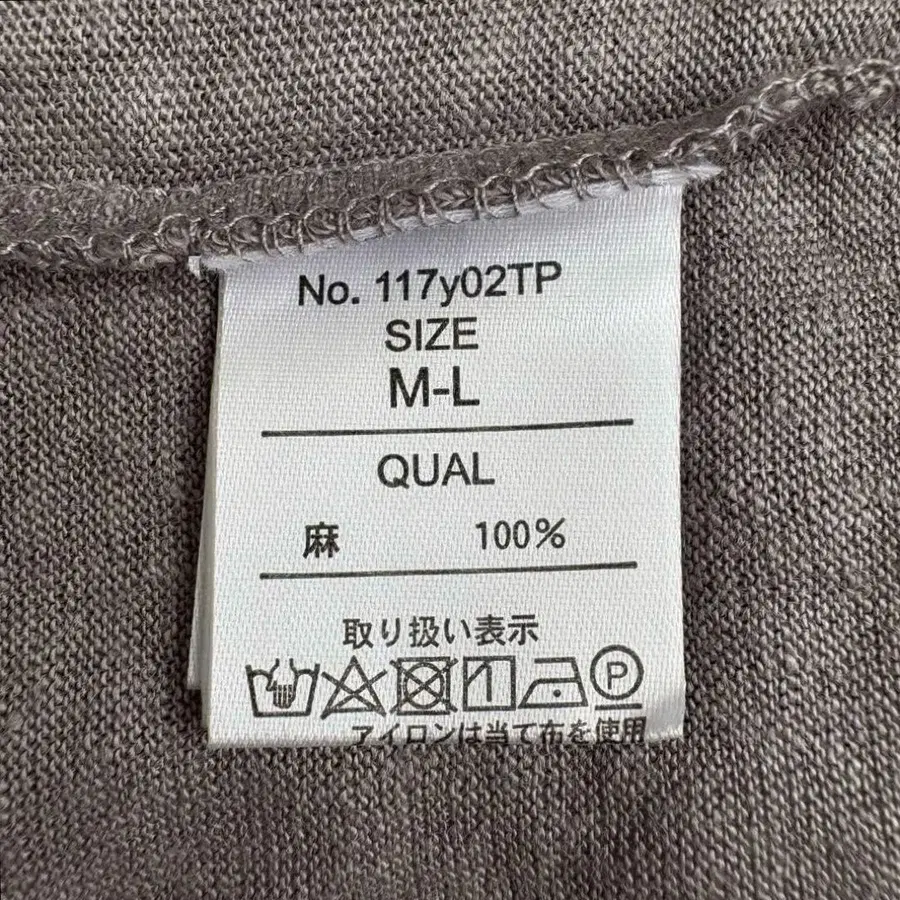 No. 117y02TP
SIZE
M-L
QUAL
麻 100%
取り扱い表示
P
アイロンは当て布を使用